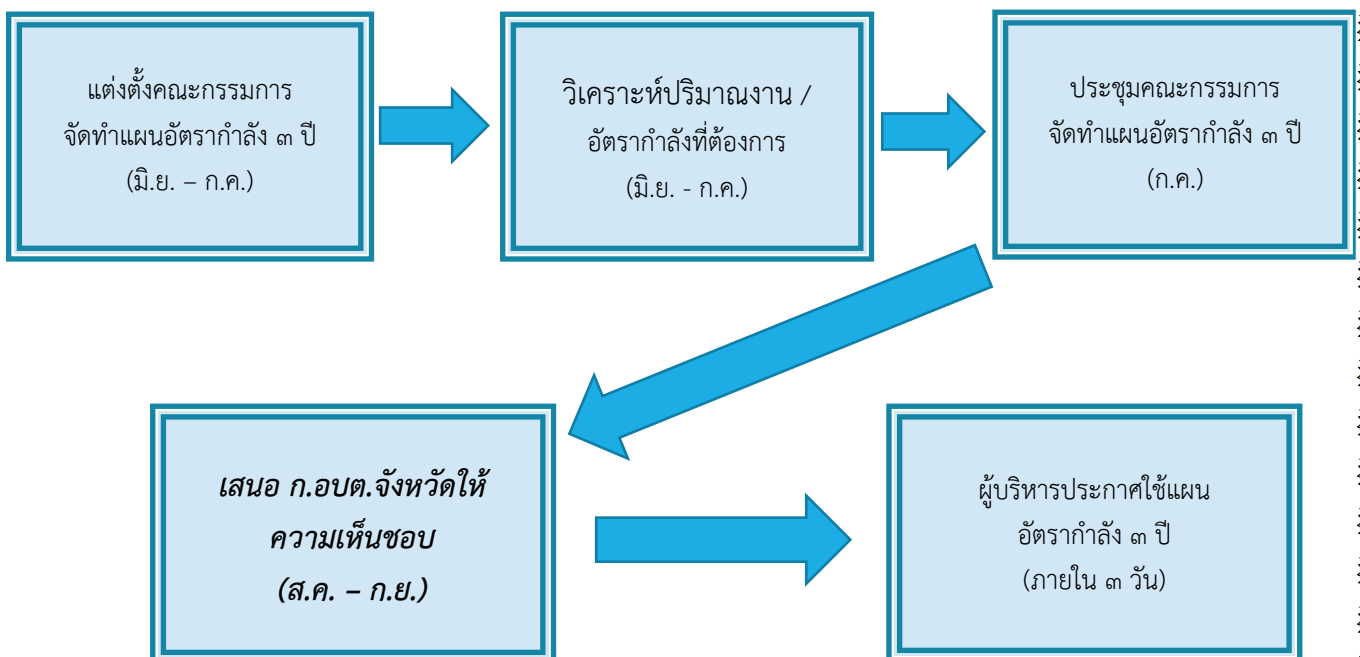 แต่งตั้งคณะกรรมการ
จัดทำแผนอัตรากำลัง ๓ ปี
(มิ.ย. – ก.ค.)
วิเคราะห์ปริมาณงาน /
อัตรากำลังที่ต้องการ
(มิ.ย. - ก.ค.)
ประชุมคณะกรรมการ
จัดทำแผนอัตรากำลัง ๓ ปี
(ก.ค.)
เสนอ ก.อบต.จังหวัดให้
ความเห็นชอบ
(ส.ค. – ก.ย.)
ผู้บริหารประกาศใช้แผน
อัตรากำลัง ๓ ปี
(ภายใน ๓ วัน)